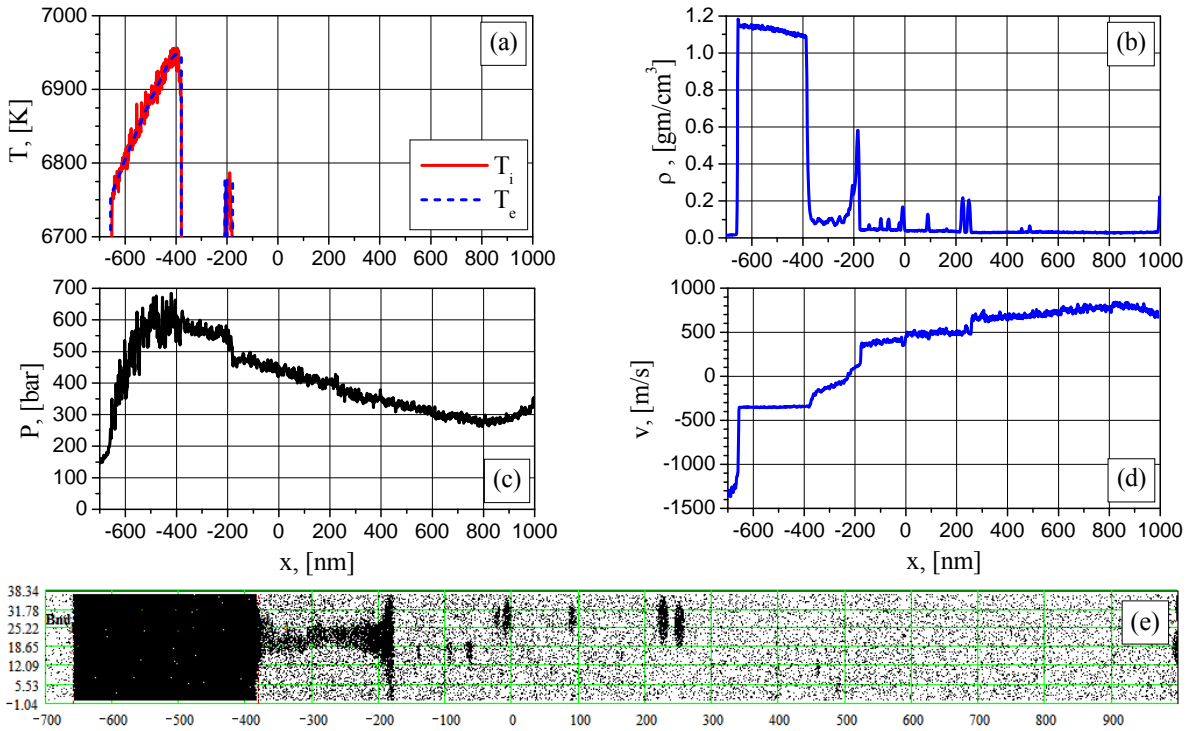 7000
6900
6800
6700
T, [K]
(a)
T_i
T_e
-600 -400 -200 0 200 400 600 800 1000
1.2
1.0
0.8
0.6
0.4
0.2
0.0
ρ, [gm/cm³]
(b)
-600 -400 -200 0 200 400 600 800 1000
700
600
500
400
300
200
100
0
P, [bar]
(c)
-600 -400 -200 0 200 400 600 800 1000
x, [nm]
1000
500
0
-500
-1000
-1500
v, [m/s]
(d)
-600 -400 -200 0 200 400 600 800 1000
x, [nm]
38.34
31.78
25.22
18.65
12.09
5.53
-1.04
Bnd
(e)
-700 -600 -500 -400 -300 -200 -100 0 100 200 300 400 500 600 700 800 900